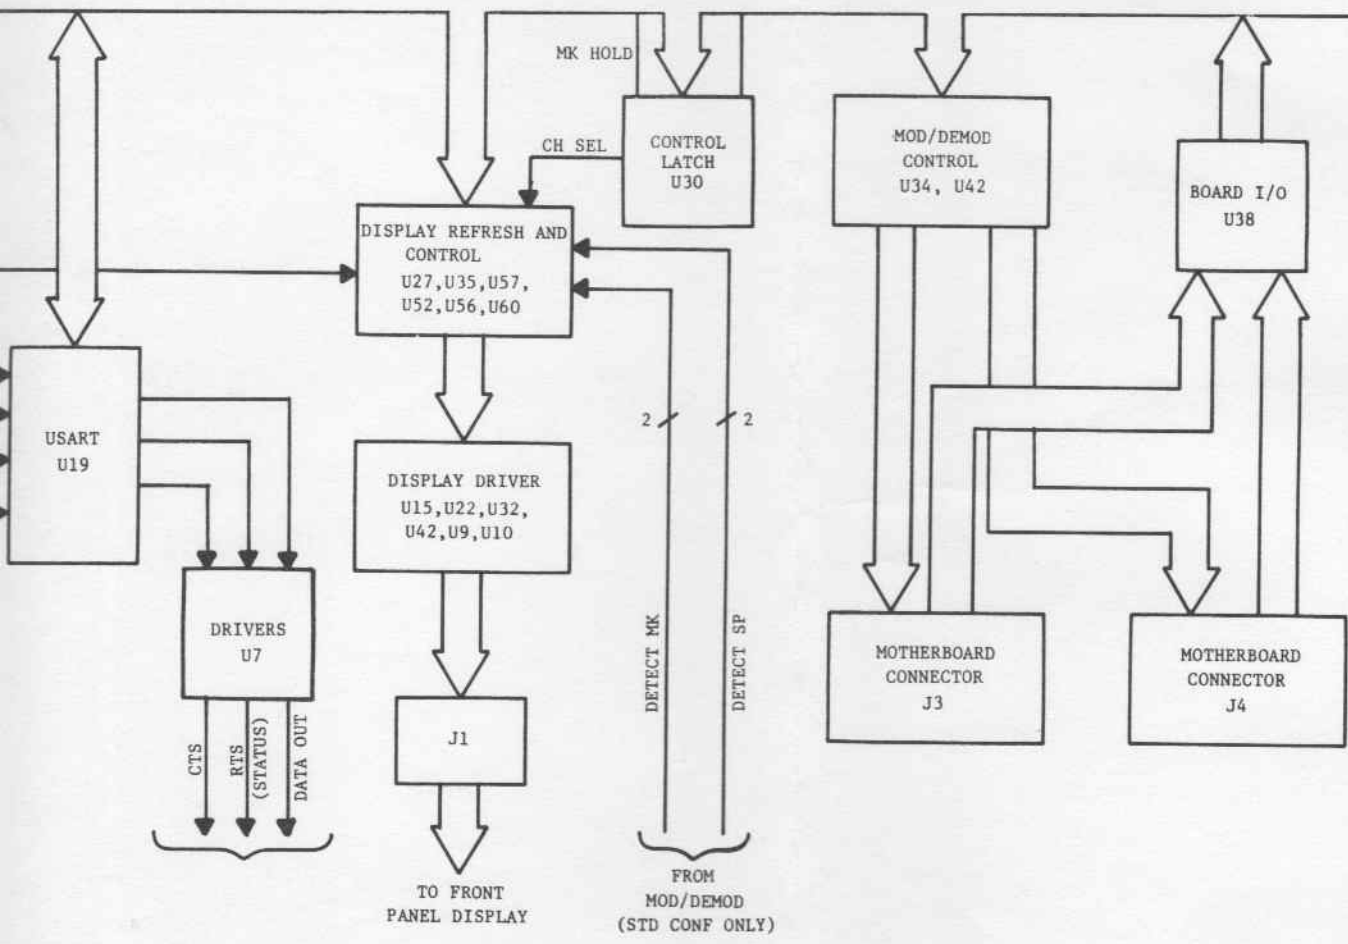 MK HOLD
CH SEL
CONTROL
LATCH
U30
MOD/DEMOD
CONTROL
U34, U42
BOARD I/O
U38
DISPLAY REFRESH AND
CONTROL
U27,U35,U57,
U52,U56,U60
USART
U19
2
2
DISPLAY DRIVER
U15,U22,U32,
U42,U9,U10
DRIVERS
U7
DETECT MK
DETECT SP
MOTHERBOARD
CONNECTOR
J3
MOTHERBOARD
CONNECTOR
J4
J1
CTS
RTS
(STATUS)
DATA OUT
TO FRONT
PANEL DISPLAY
FROM
MOD/DEMOD
(STD CONF ONLY)